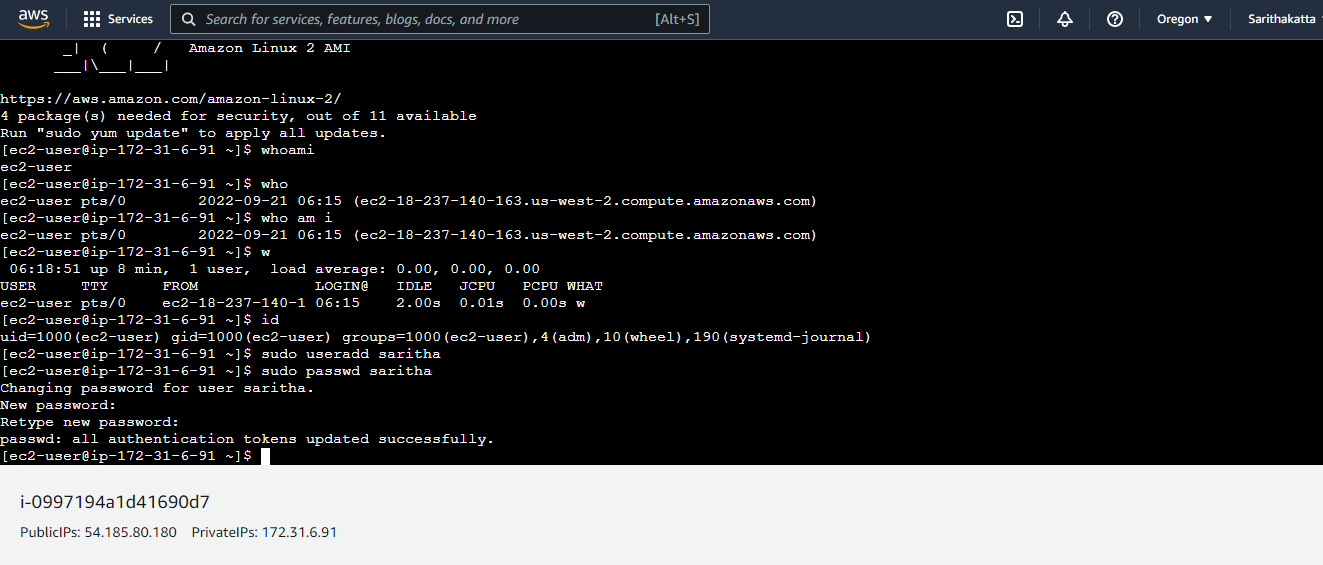 aws Services Search for services, features, blogs, docs, and more [Alt+S] Oregon ▼ Sarithakatta
_|  (     /   Amazon Linux 2 AMI
___|\___|___|
https://aws.amazon.com/amazon-linux-2/
4 package(s) needed for security, out of 11 available
Run "sudo yum update" to apply all updates.
[ec2-user@ip-172-31-6-91 ~]$ whoami
ec2-user
[ec2-user@ip-172-31-6-91 ~]$ who
ec2-user pts/0        2022-09-21 06:15 (ec2-18-237-140-163.us-west-2.compute.amazonaws.com)
[ec2-user@ip-172-31-6-91 ~]$ who am i
ec2-user pts/0        2022-09-21 06:15 (ec2-18-237-140-163.us-west-2.compute.amazonaws.com)
[ec2-user@ip-172-31-6-91 ~]$ w
 06:18:51 up 8 min,  1 user,  load average: 0.00, 0.00, 0.00
USER     TTY      FROM             LOGIN@   IDLE   JCPU   PCPU WHAT
ec2-user pts/0    ec2-18-237-140-1 06:15    2.00s  0.01s  0.00s w
[ec2-user@ip-172-31-6-91 ~]$ id
uid=1000(ec2-user) gid=1000(ec2-user) groups=1000(ec2-user),4(adm),10(wheel),190(systemd-journal)
[ec2-user@ip-172-31-6-91 ~]$ sudo useradd saritha
[ec2-user@ip-172-31-6-91 ~]$ sudo passwd saritha
Changing password for user saritha.
New password:
Retype new password:
passwd: all authentication tokens updated successfully.
[ec2-user@ip-172-31-6-91 ~]$
i-0997194a1d41690d7
PublicIPs: 54.185.80.180 PrivateIPs: 172.31.6.91